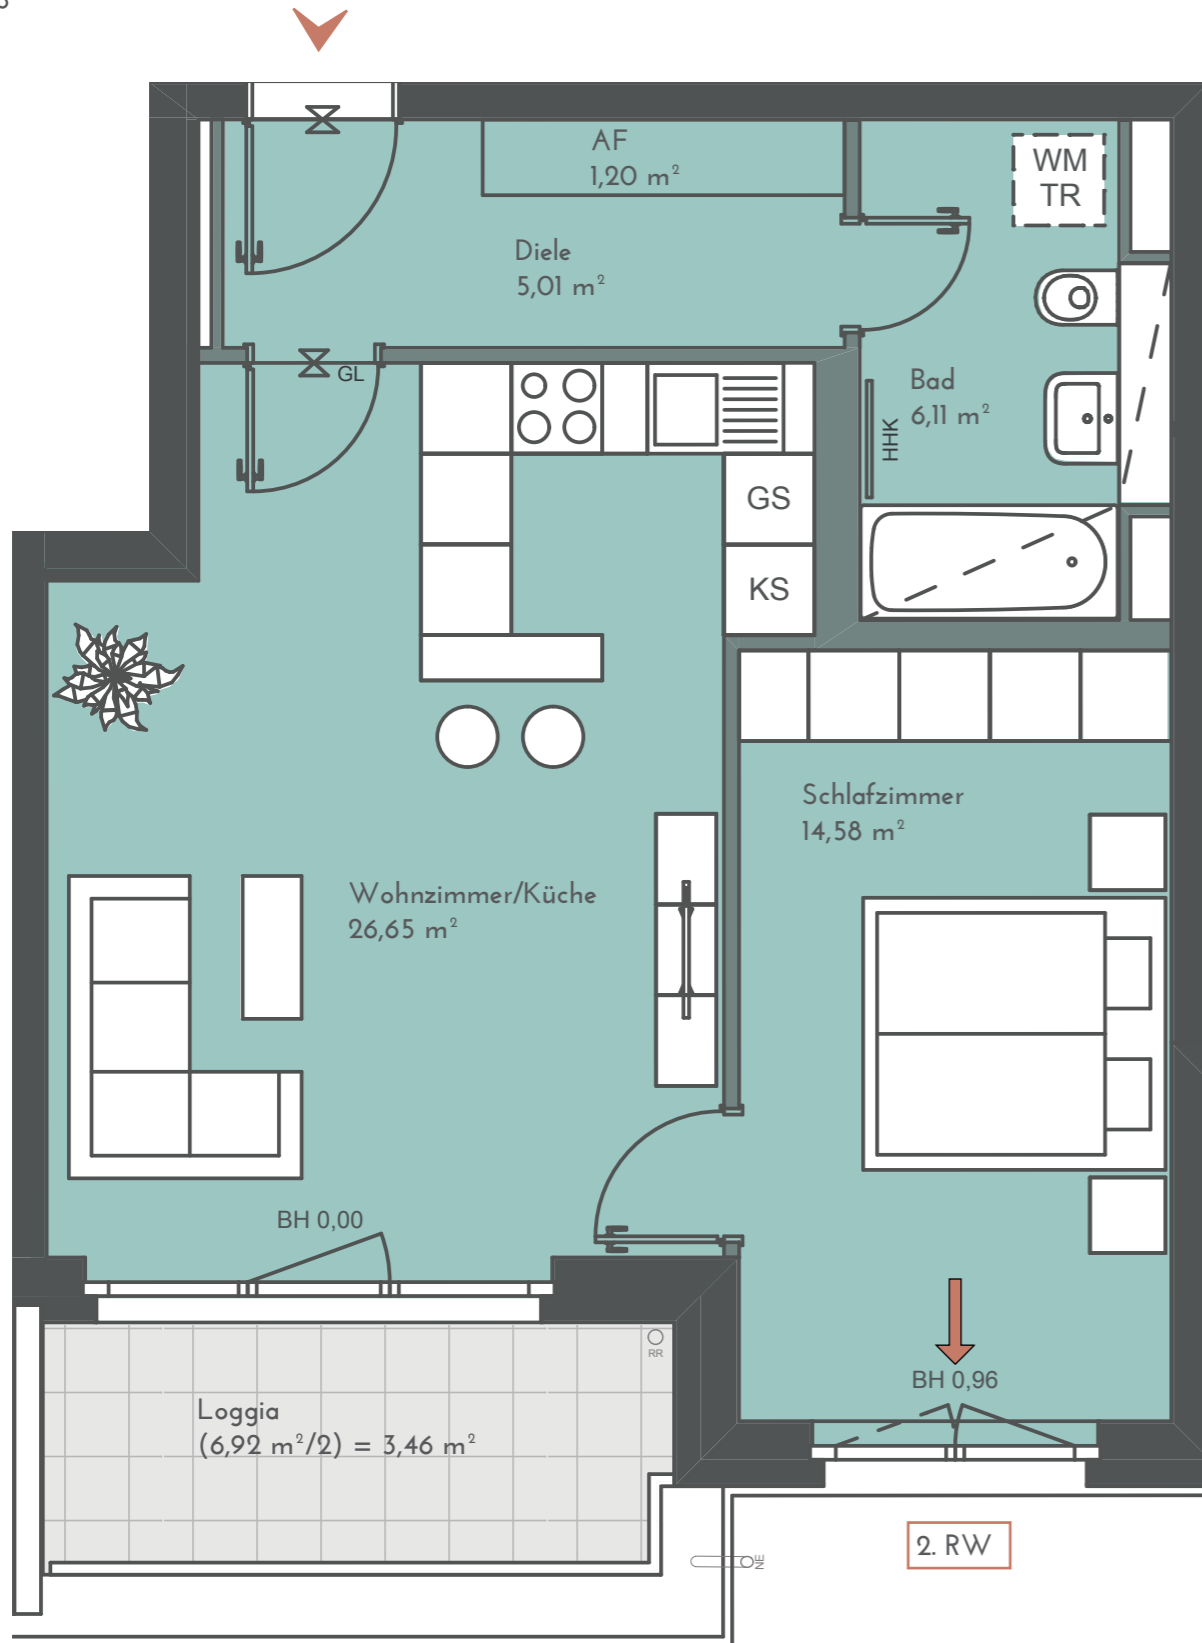 AF
1,20 m²
WM
TR
Diele
5,01 m²
GL
Bad
6,11 m²
HHK
GS
KS
Schlafzimmer
14,58 m²
Wohnzimmer/Küche
26,65 m²
BH 0,00
RR
BH 0,96
Loggia
(6,92 m²/2) = 3,46 m²
2. RW
NE